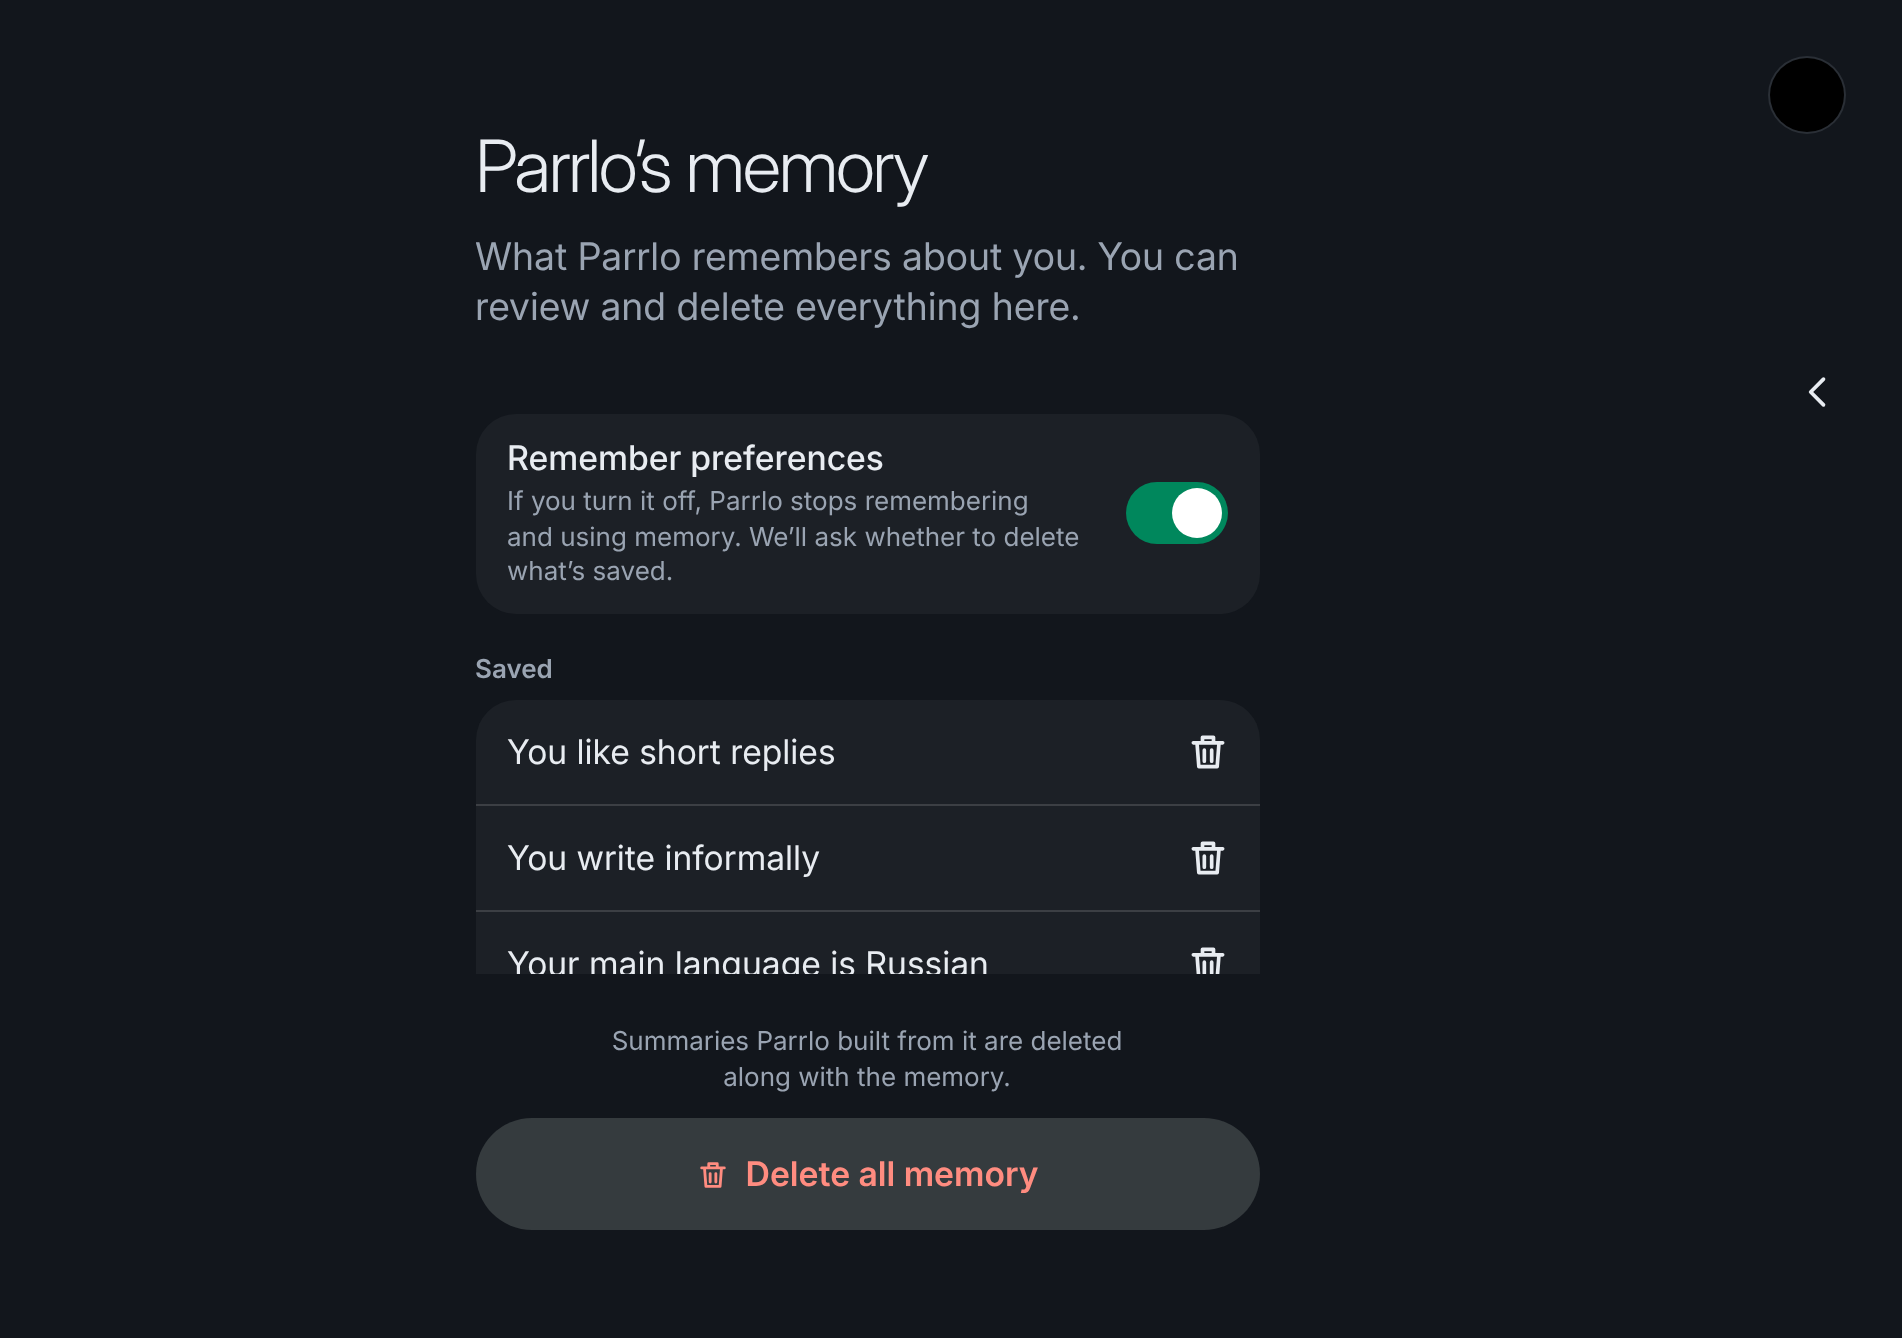 Parrlo’s memory
What Parrlo remembers about you. You can
review and delete everything here.
Remember preferences
If you turn it off, Parrlo stops remembering
and using memory. We’ll ask whether to delete
what’s saved.
Saved
You like short replies
You write informally
Your main language is Russian
Summaries Parrlo built from it are deleted
along with the memory.
Delete all memory